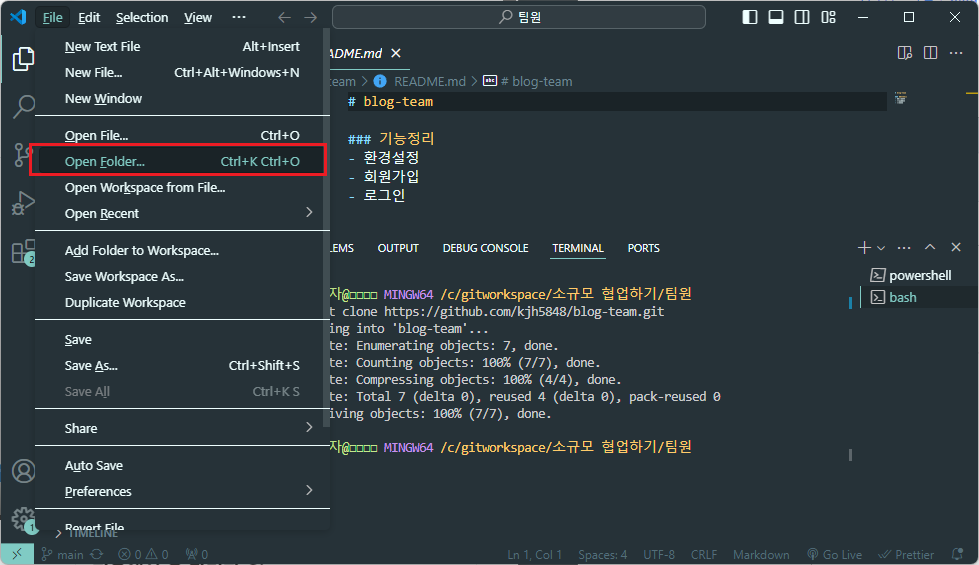 File Edit Selection View ··· 팀원
New Text File Alt+Insert
New File... Ctrl+Alt+Windows+N
New Window
Open File... Ctrl+O
Open Folder... Ctrl+K Ctrl+O
Open Workspace from File...
Open Recent
Add Folder to Workspace...
Save Workspace As...
Duplicate Workspace
Save
Save As... Ctrl+Shift+S
Save All Ctrl+K S
Share
Auto Save
Preferences
Revert File
TIMELINE
2
1
ADME.md
team > README.md > # blog-team
# blog-team
### 기능정리
- 환경설정
- 회원가입
- 로그인
LEMS OUTPUT DEBUG CONSOLE TERMINAL PORTS
powershell
bash
자@□□□□ MINGW64 /c/gitworkspace/소규모 협업하기/팀원
t clone https://github.com/kjh5848/blog-team.git
ing into 'blog-team'...
te: Enumerating objects: 7, done.
te: Counting objects: 100% (7/7), done.
te: Compressing objects: 100% (4/4), done.
te: Total 7 (delta 0), reused 4 (delta 0), pack-reused 0
iving objects: 100% (7/7), done.
자@□□□□ MINGW64 /c/gitworkspace/소규모 협업하기/팀원
main 0 0 0 Ln 1, Col 1 Spaces: 4 UTF-8 CRLF Markdown Go Live Prettier